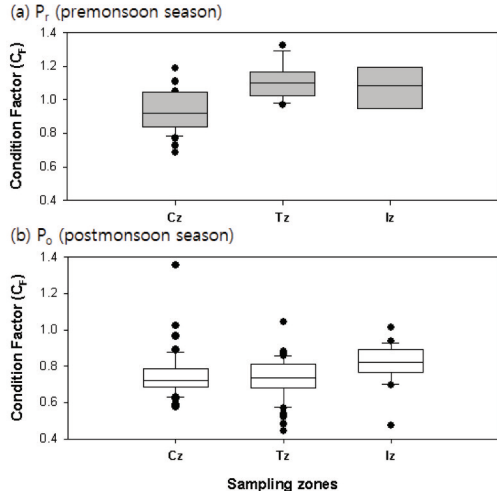 (a) Pr (premonsoon season)
Condition Factor (CF)
1.4
1.2
1.0
0.8
0.6
0.4
Cz Tz Iz
(b) Po (postmonsoon season)
Condition Factor (CF)
1.4
1.2
1.0
0.8
0.6
0.4
Cz Tz Iz
Sampling zones